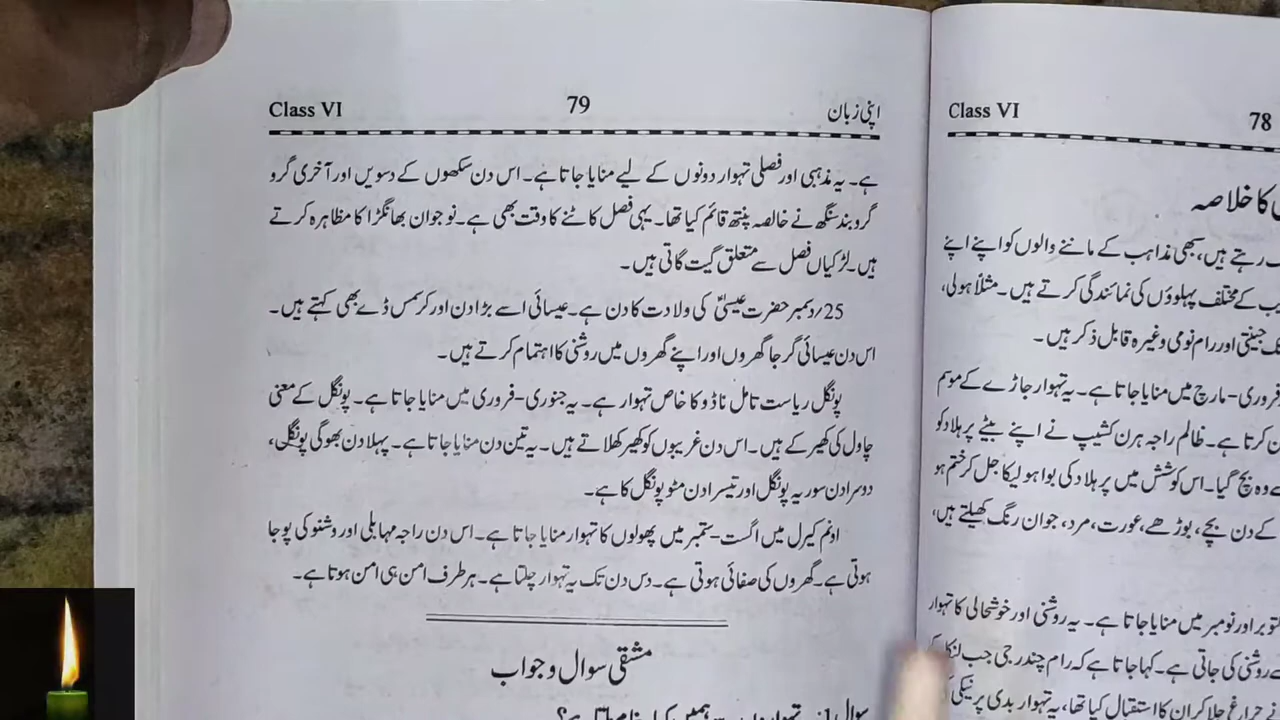 Class VI 79 اپنی زبان
ہے۔ یہ مذہبی اور فصلی تہوار دونوں کے لیے منایا جاتا ہے۔ اس دن سکھوں کے دسویں اور آخری گرو
گرو بند سنگھ نے خالصہ پنتھ قائم کیا تھا۔ یہی فصل کاٹنے کا وقت بھی ہے۔ نوجوان بھانگڑا کا مظاہرہ کرتے
ہیں۔ لڑکیاں فصل سے متعلق گیت گاتی ہیں۔
25/دسمبر حضرت عیسیٰؑ کی ولادت کا دن ہے۔ عیسائی اسے بڑا دن اور کرسمس ڈے بھی کہتے ہیں۔
اس دن عیسائی گرجا گھروں اور اپنے گھروں میں روشنی کا اہتمام کرتے ہیں۔
پونگل ریاست تامل ناڈو کا خاص تہوار ہے۔ یہ جنوری-فروری میں منایا جاتا ہے۔ پونگل کے معنی
چاول کی کھیر کے ہیں۔ اس دن غریبوں کو کھیر کھلاتے ہیں۔ یہ تین دن منایا جاتا ہے۔ پہلا دن بھوگی پونگلی،
دوسرا دن سوریہ پونگل اور تیسرا دن مٹو پونگل کا ہے۔
اونم کیرل میں اگست-ستمبر میں پھولوں کا تہوار منایا جاتا ہے۔ اس دن راجہ مہابلی اور وشنو کی پوجا
ہوتی ہے۔ گھروں کی صفائی ہوتی ہے۔ دس دن تک یہ تہوار چلتا ہے۔ ہر طرف امن ہی امن ہوتا ہے۔
مشقی سوال و جواب
سوال 1:
Class VI 78
کا خلاصہ
رہتے ہیں، سبھی مذاہب کے ماننے والوں کو اپنے اپنے
کے مختلف پہلوؤں کی نمائندگی کرتے ہیں۔ مثلاً ہولی،
جینتی اور رام نومی وغیرہ قابل ذکر ہیں۔
فروری-مارچ میں منایا جاتا ہے۔ یہ تہوار جاڑے کے موسم
کرتا ہے۔ ظالم راجہ ہرن کشیپ نے اپنے بیٹے پرہلاد کو
وہ بچ گیا۔ اس کوشش میں پرہلاد کی بوا ہولیکا جل کر ختم ہو
کے دن بچے، بوڑھے، عورت، مرد، جوان رنگ کھیلتے ہیں،
اور نومبر میں منایا جاتا ہے۔ یہ روشنی اور خوشحالی کا تہوار
روشنی کی جاتی ہے۔ کہا جاتا ہے کہ رام چندر جی جب لنکا
چراغ جلا کر ان کا استقبال کیا تھا، یہ تہوار بدی پر نیکی